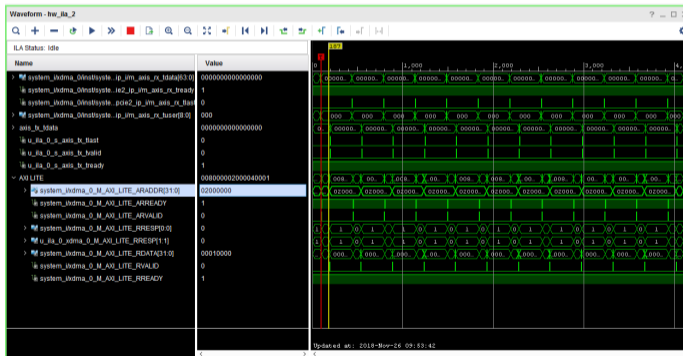 Waveform - hw_ila_2
ILA Status: Idle
Name Value
system_i/xdma_0/inst/syste...ip_i/m_axis_rx_tdata[63:0] 0000000000000000
system_i/xdma_0/inst/syste...ie2_ip_i/m_axis_rx_tready 1
system_i/xdma_0/inst/syste..._pcie2_ip_i/m_axis_rx_tlast 0
system_i/xdma_0/inst/syste...ip_i/m_axis_rx_tuser[8:0] 000
axis_tx_tdata 0000000000000000
u_ila_0_s_axis_tx_tlast 0
u_ila_0_s_axis_tx_tvalid 0
u_ila_0_s_axis_tx_tready 1
AXI LITE 008000002000040001
system_i/xdma_0_M_AXI_LITE_ARADDR[31:0] 02000000
system_i/xdma_0_M_AXI_LITE_ARREADY 1
system_i/xdma_0_M_AXI_LITE_ARVALID 0
system_i/xdma_0_M_AXI_LITE_RRESP[0:0] 0
u_ila_0_xdma_0_M_AXI_LITE_RRESP[1:1] 0
system_i/xdma_0_M_AXI_LITE_RDATA[31:0] 00010000
system_i/xdma_0_M_AXI_LITE_RVALID 0
system_i/xdma_0_M_AXI_LITE_RREADY 1
187
0 1,000 2,000 3,000 4,
Updated at: 2018-Nov-26 09:53:42